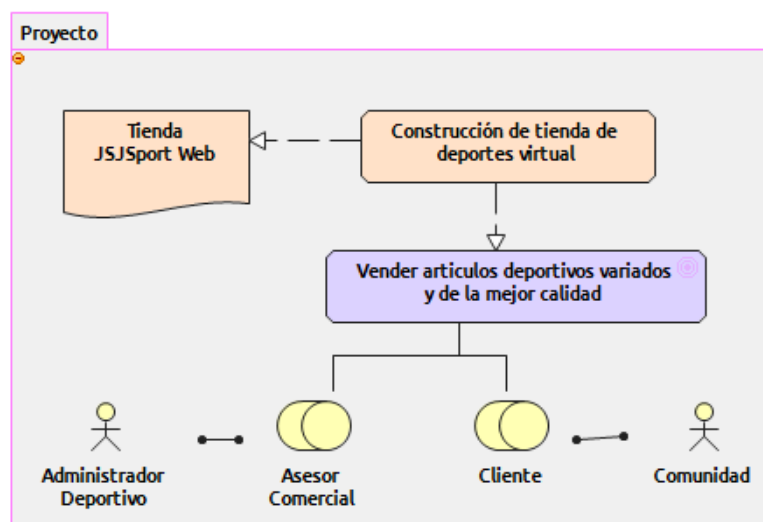 Proyecto
Tienda
JSJSport Web
Construcción de tienda de
deportes virtual
Vender articulos deportivos variados
y de la mejor calidad
Administrador
Deportivo
Asesor
Comercial
Cliente
Comunidad